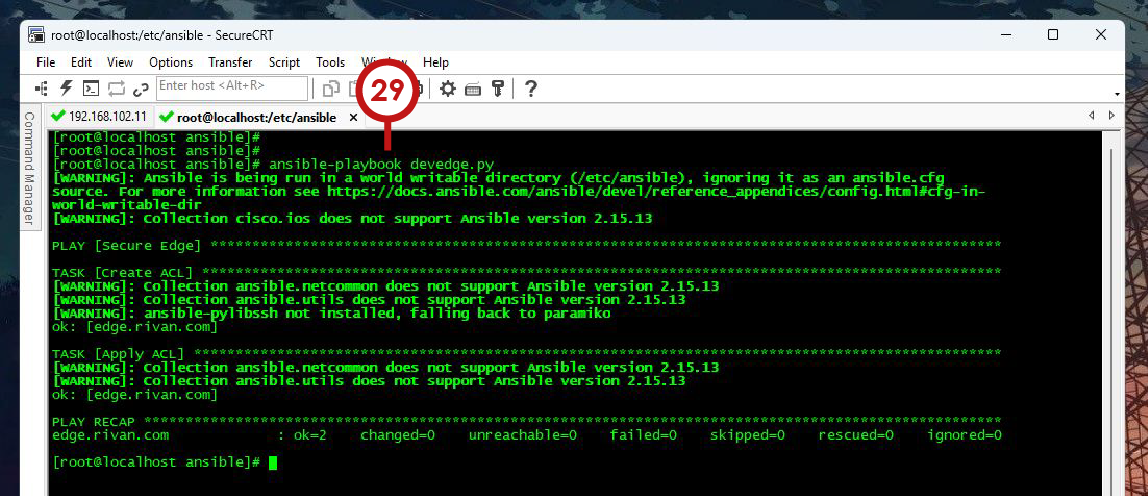 root@localhost:/etc/ansible - SecureCRT
File Edit View Options Transfer Script Tools Help
Enter host <Alt+R>
29
192.168.102.11 root@localhost:/etc/ansible
Command Manager
[root@localhost ansible]#
[root@localhost ansible]#
[root@localhost ansible]# ansible-playbook devedge.py
[WARNING]: Ansible is being run in a world writable directory (/etc/ansible), ignoring it as an ansible.cfg
source. For more information see https://docs.ansible.com/ansible/devel/reference_appendices/config.html#cfg-in-
world-writable-dir
[WARNING]: Collection cisco.ios does not support Ansible version 2.15.13
PLAY [Secure Edge] *****************************************************************************************
TASK [Create ACL] ******************************************************************************************
[WARNING]: Collection ansible.netcommon does not support Ansible version 2.15.13
[WARNING]: Collection ansible.utils does not support Ansible version 2.15.13
[WARNING]: ansible-pylibssh not installed, falling back to paramiko
ok: [edge.rivan.com]
TASK [Apply ACL] *******************************************************************************************
[WARNING]: Collection ansible.netcommon does not support Ansible version 2.15.13
[WARNING]: Collection ansible.utils does not support Ansible version 2.15.13
ok: [edge.rivan.com]
PLAY RECAP *************************************************************************************************
edge.rivan.com : ok=2 changed=0 unreachable=0 failed=0 skipped=0 rescued=0 ignored=0
[root@localhost ansible]#